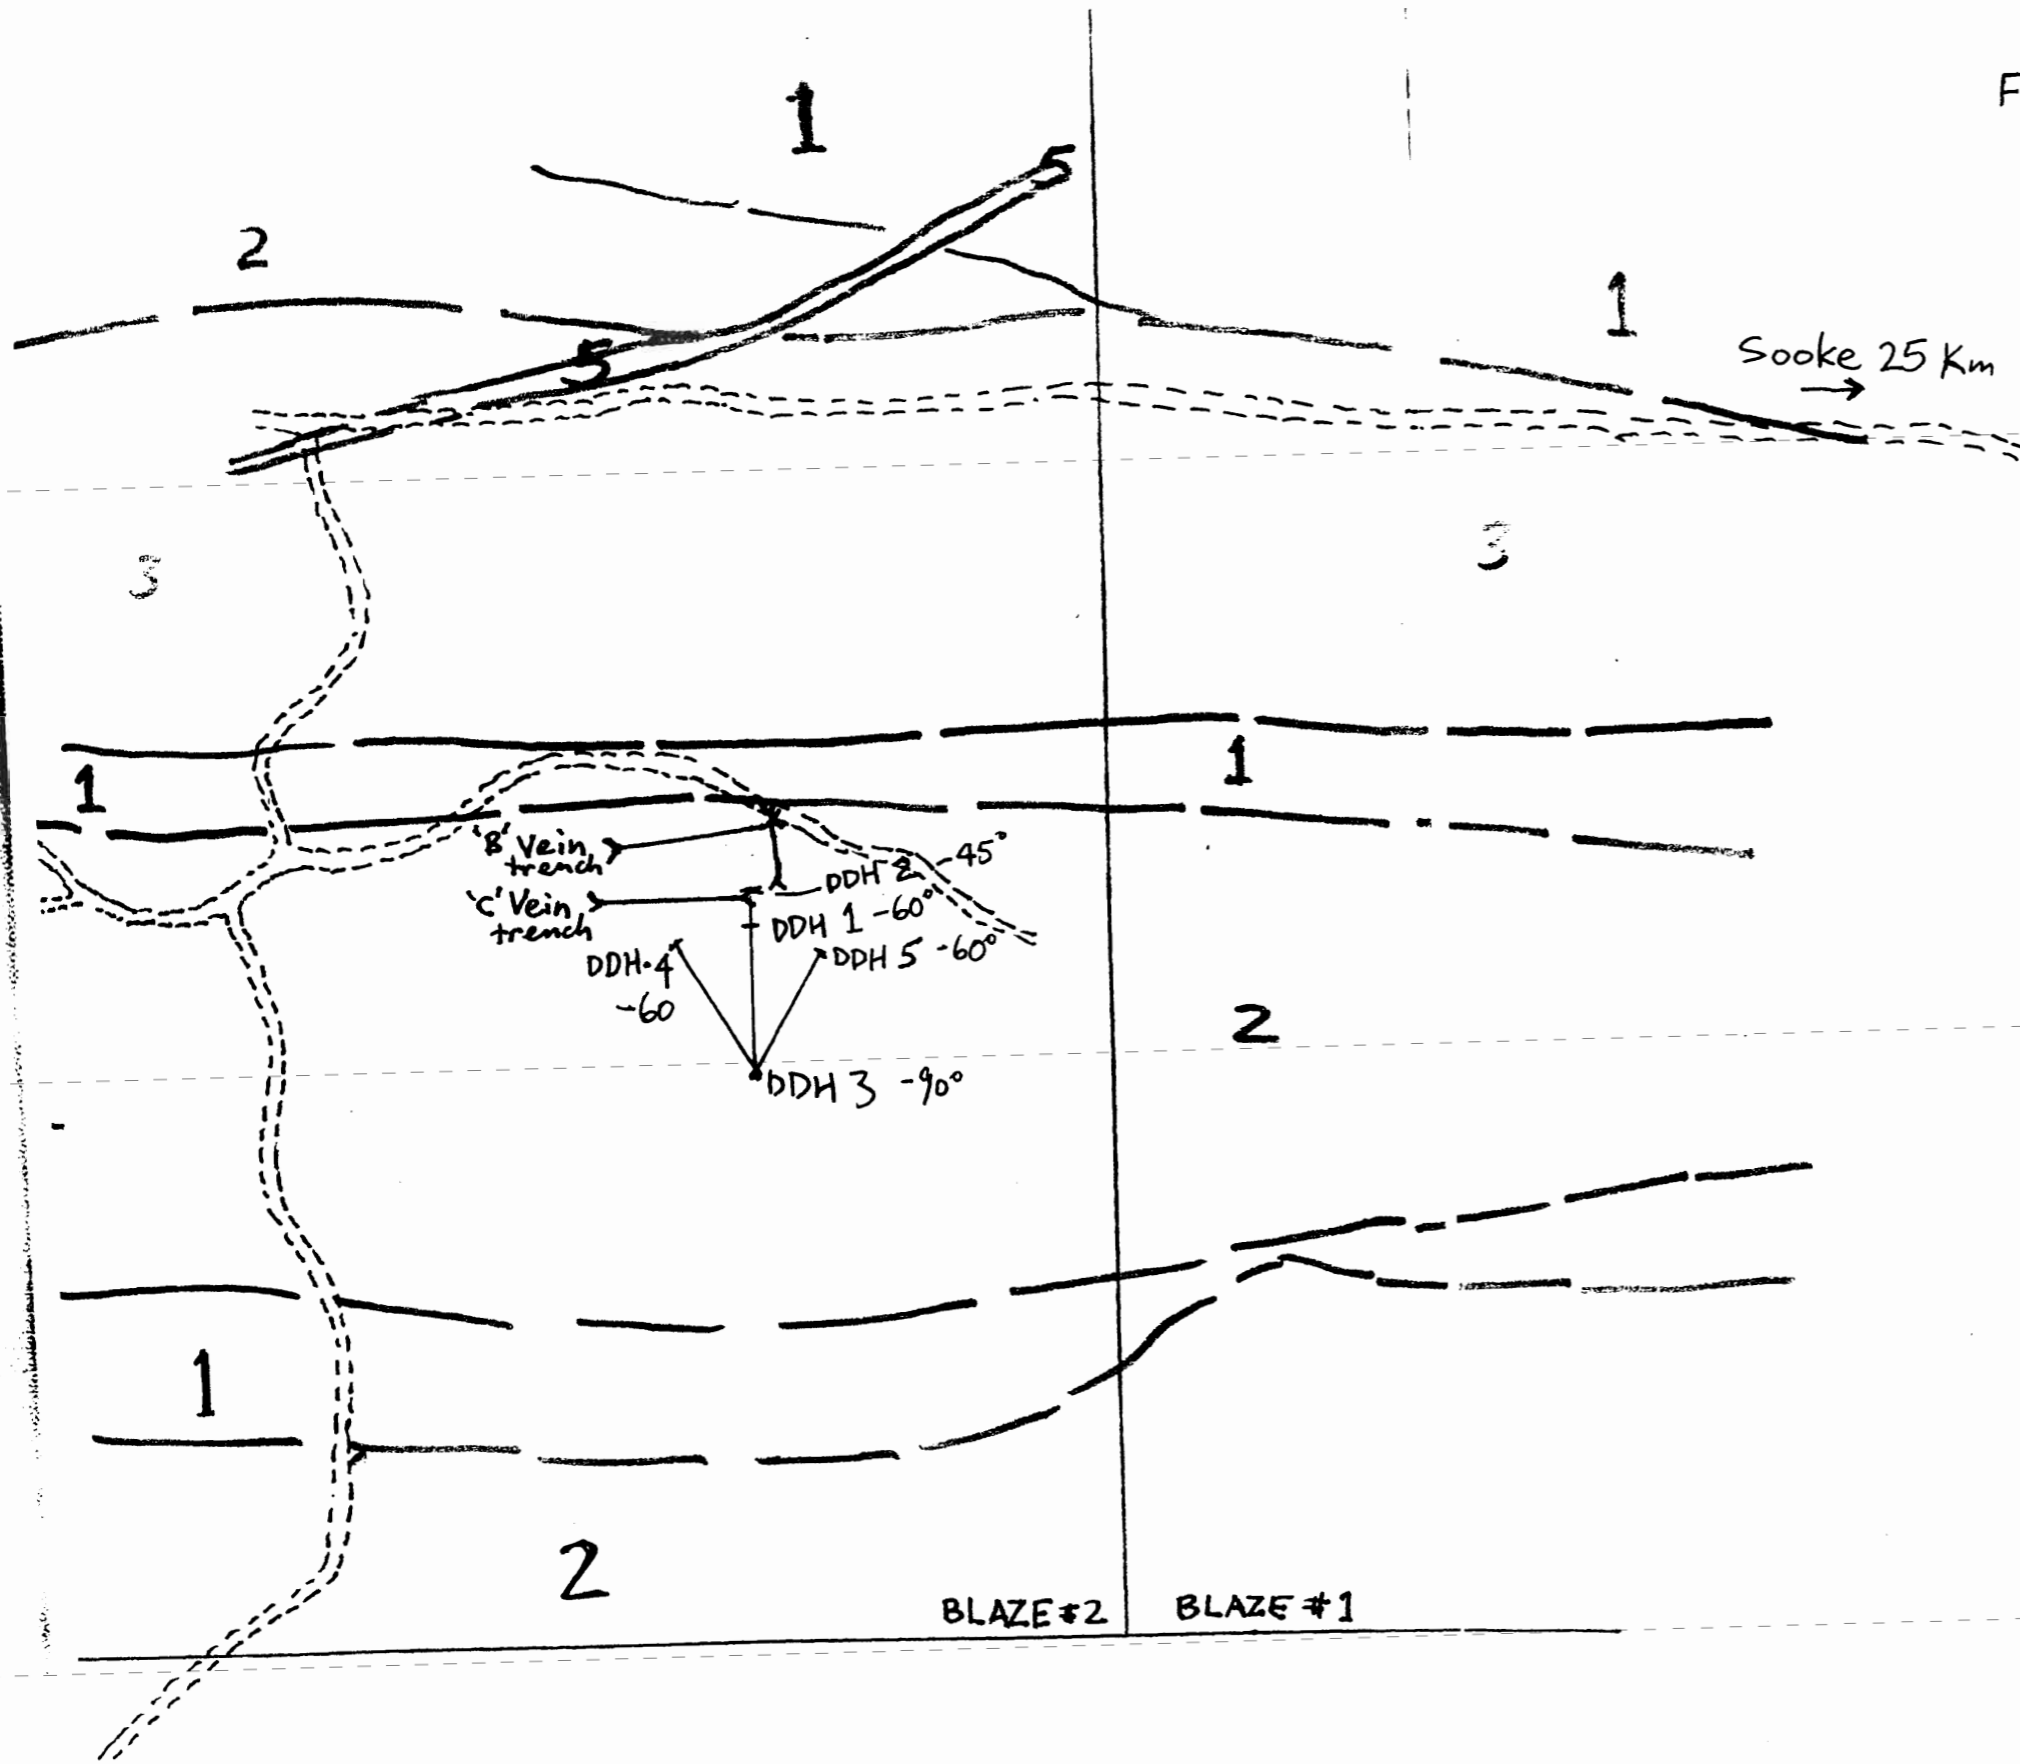 F
1
5
2
1
Sooke 25 Km
5
3
3
1
1
'B' Vein
trench
-45°
DDH 2
'C' Vein
trench
DDH 1 -60°
DDH 5 -60°
DDH·4
-60
2
DDH 3 -90°
1
2
BLAZE #2
BLAZE #1